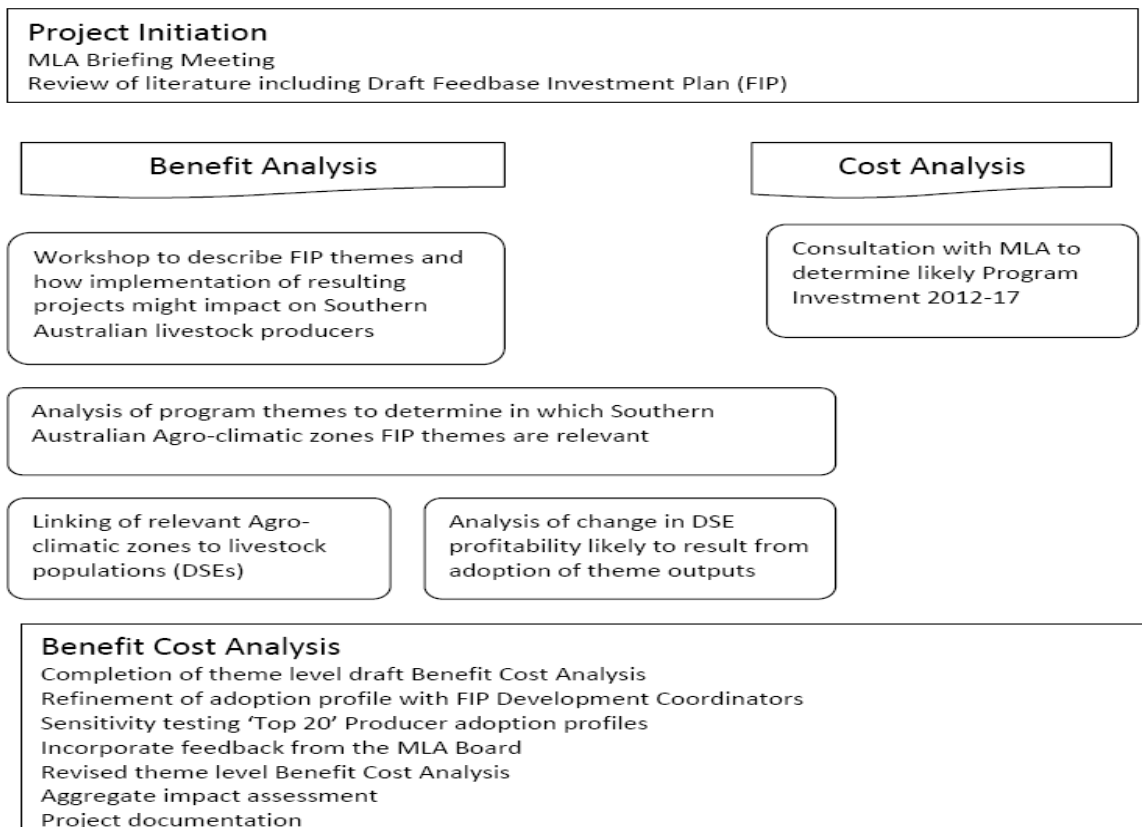 Project Initiation
MLA Briefing Meeting
Review of literature including Draft Feedbase Investment Plan (FIP)
Benefit Analysis
Cost Analysis
Workshop to describe FIP themes and
how implementation of resulting
projects might impact on Southern
Australian livestock producers
Consultation with MLA to
determine likely Program
Investment 2012-17
Analysis of program themes to determine in which Southern
Australian Agro-climatic zones FIP themes are relevant
Linking of relevant Agro-
climatic zones to livestock
populations (DSEs)
Analysis of change in DSE
profitability likely to result from
adoption of theme outputs
Benefit Cost Analysis
Completion of theme level draft Benefit Cost Analysis
Refinement of adoption profile with FIP Development Coordinators
Sensitivity testing ‘Top 20’ Producer adoption profiles
Incorporate feedback from the MLA Board
Revised theme level Benefit Cost Analysis
Aggregate impact assessment
Project documentation